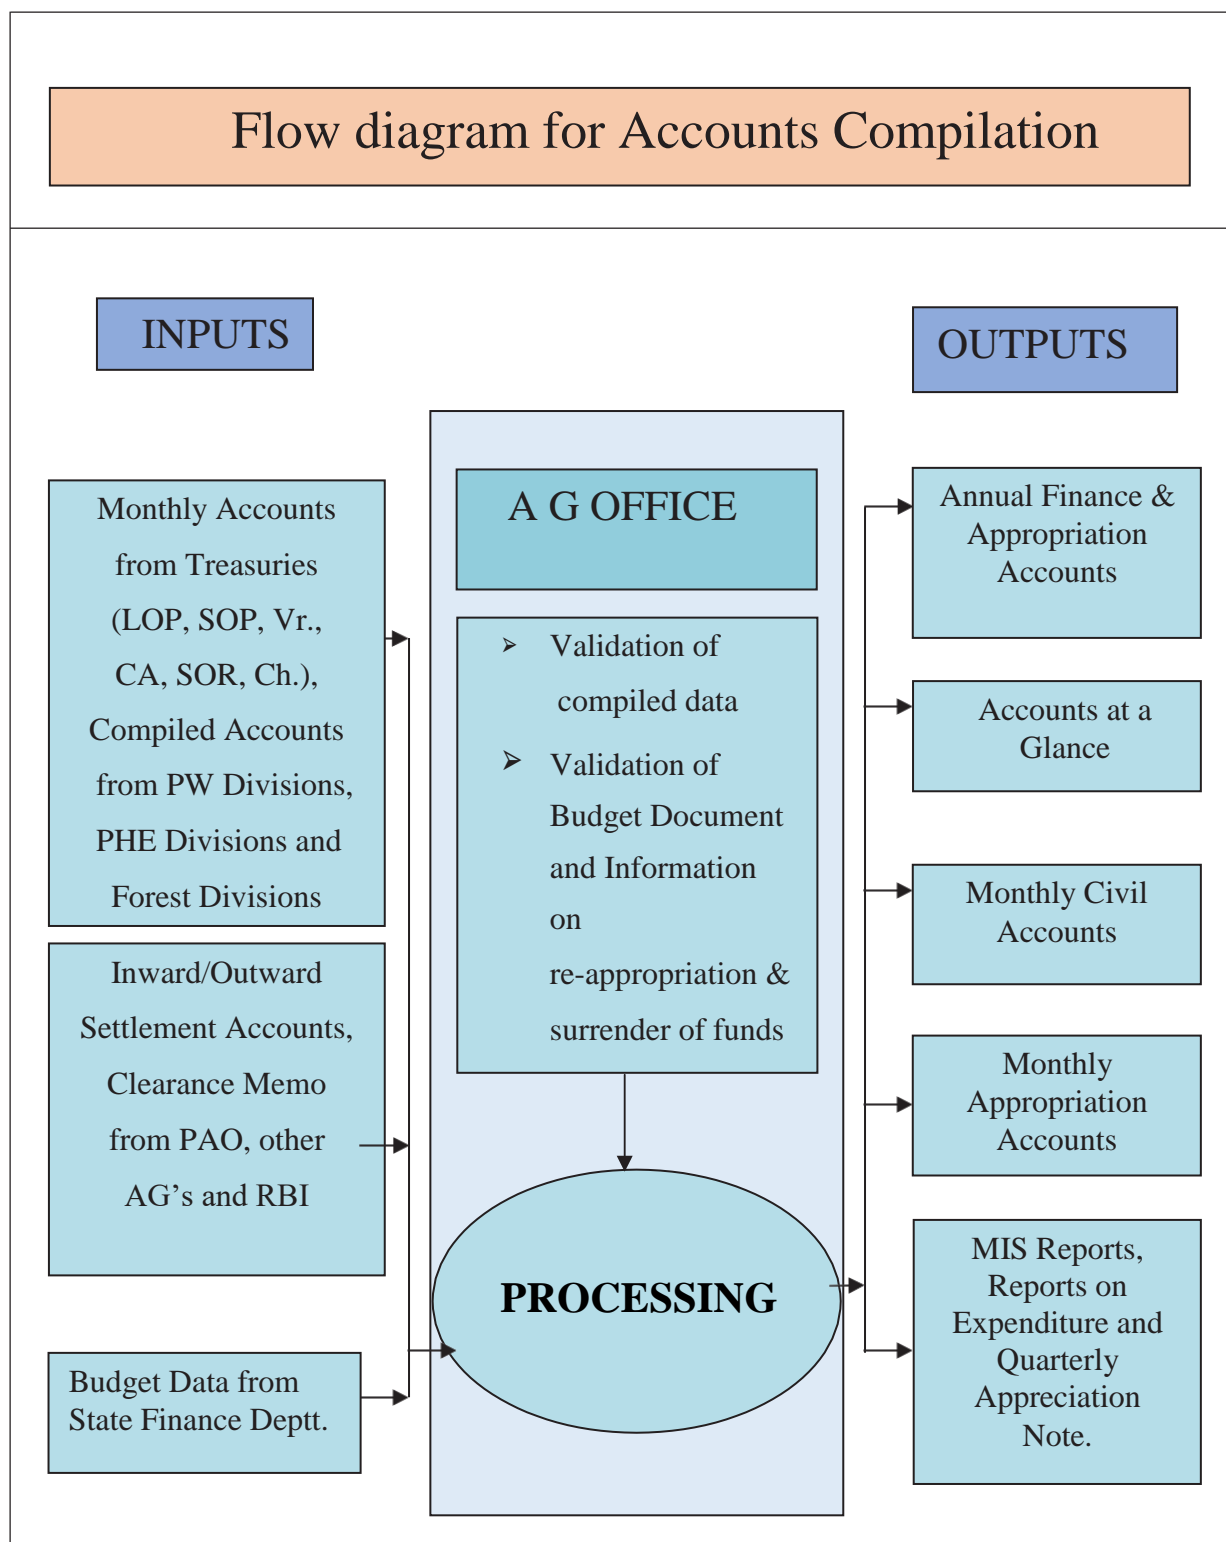 Flow diagram for Accounts Compilation
INPUTS
Monthly Accounts
from Treasuries
(LOP, SOP, Vr.,
CA, SOR, Ch.),
Compiled Accounts
from PW Divisions,
PHE Divisions and
Forest Divisions
Inward/Outward
Settlement Accounts,
Clearance Memo
from PAO, other
AG’s and RBI
Budget Data from
State Finance Deptt.
A G OFFICE
➢ Validation of
compiled data
➢ Validation of
Budget Document
and Information
on
re-appropriation &
surrender of funds
PROCESSING
OUTPUTS
Annual Finance &
Appropriation
Accounts
Accounts at a
Glance
Monthly Civil
Accounts
Monthly
Appropriation
Accounts
MIS Reports,
Reports on
Expenditure and
Quarterly
Appreciation
Note.